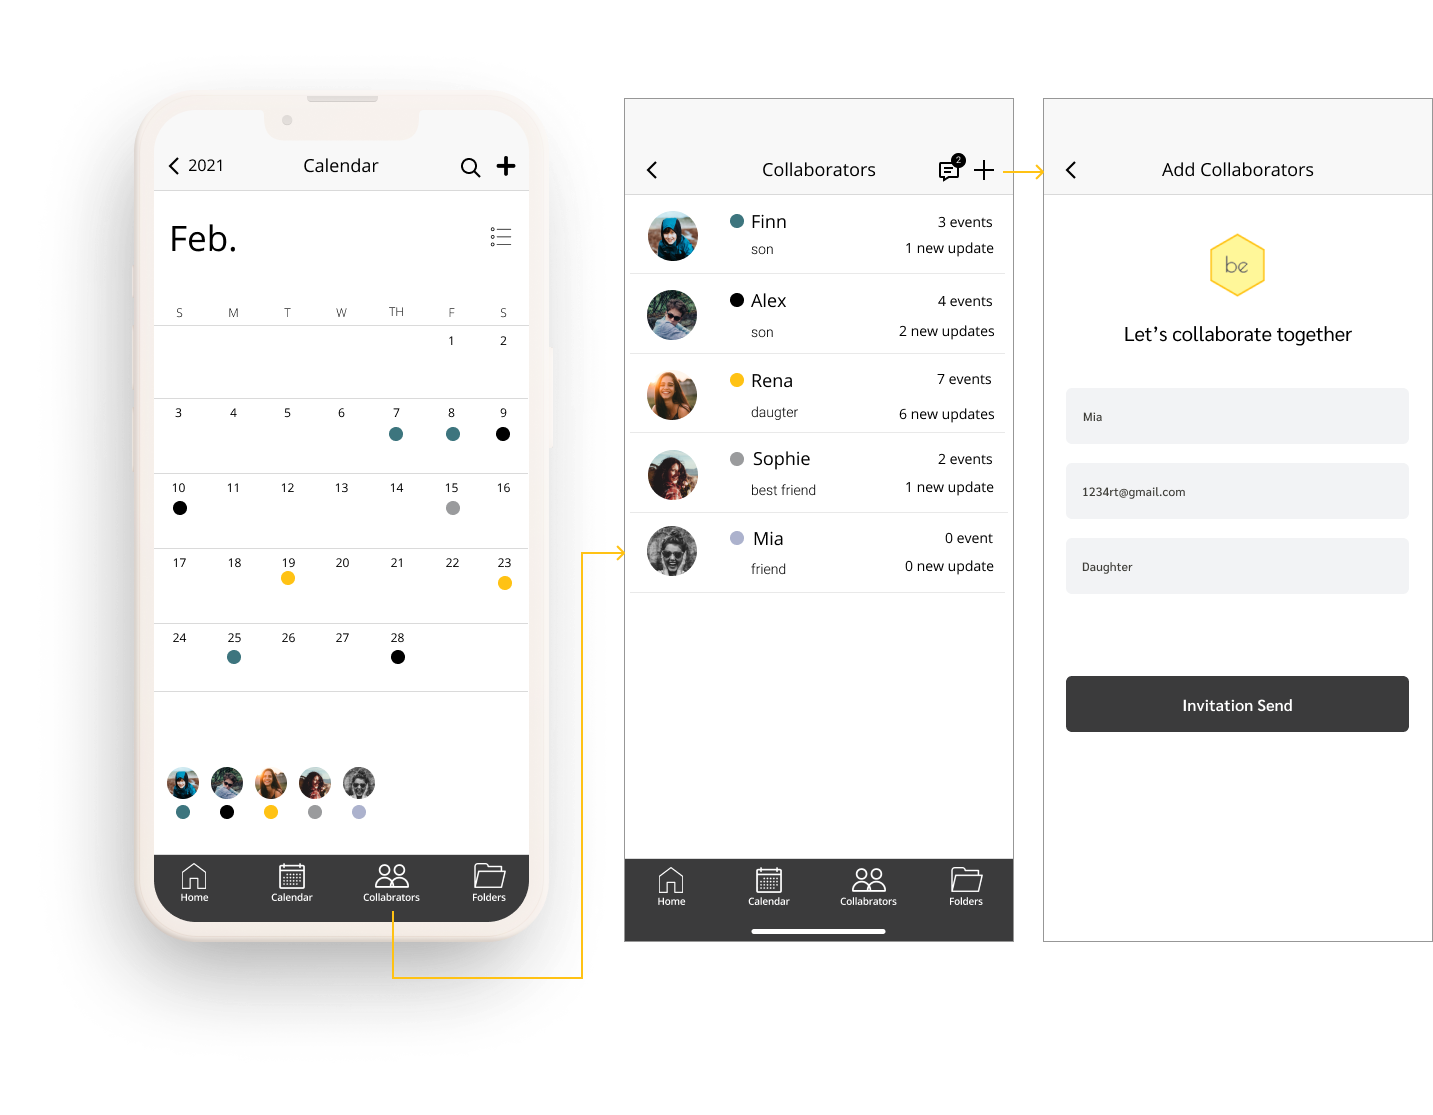 2021 Calendar
Feb.
S M T W TH F S
1 2
3 4 5 6 7 8 9
10 11 12 13 14 15 16
17 18 19 20 21 22 23
24 25 26 27 28
Home Calendar Collabrators Folders
Collaborators 2
Finn 3 events
son 1 new update
Alex 4 events
son 2 new updates
Rena 7 events
daugter 6 new updates
Sophie 2 events
best friend 1 new update
Mia 0 event
friend 0 new update
Home Calendar Collabrators Folders
Add Collaborators
be
Let’s collaborate together
Mia
1234rt@gmail.com
Daughter
Invitation Send